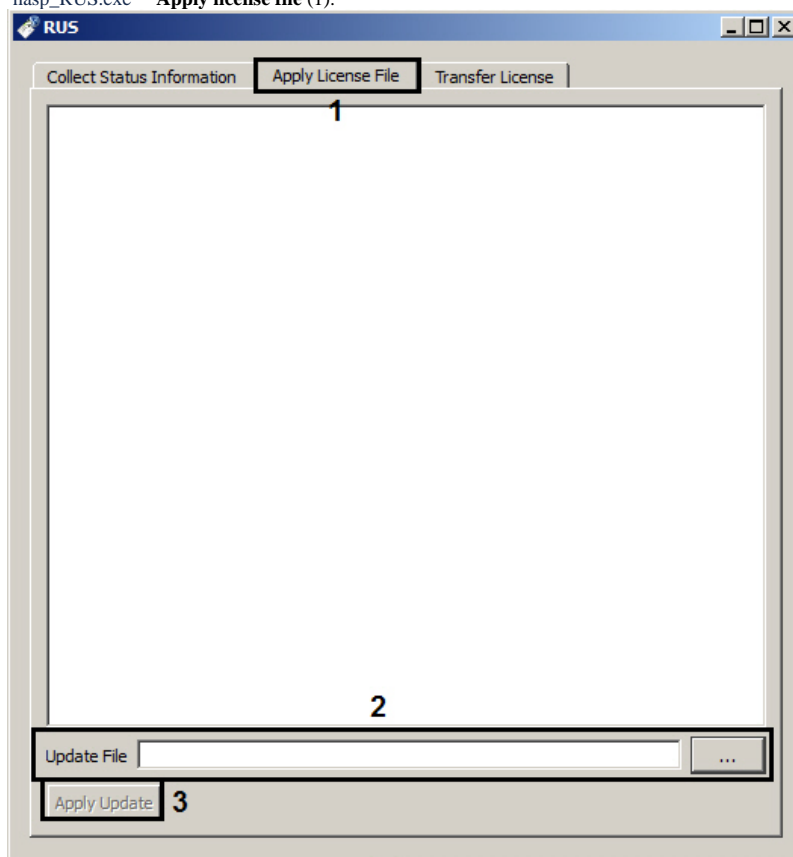 hasp_RUS.exe Apply license file (1).
RUS
Collect Status Information Apply License File Transfer License
1
2
Update File ...
Apply Update 3